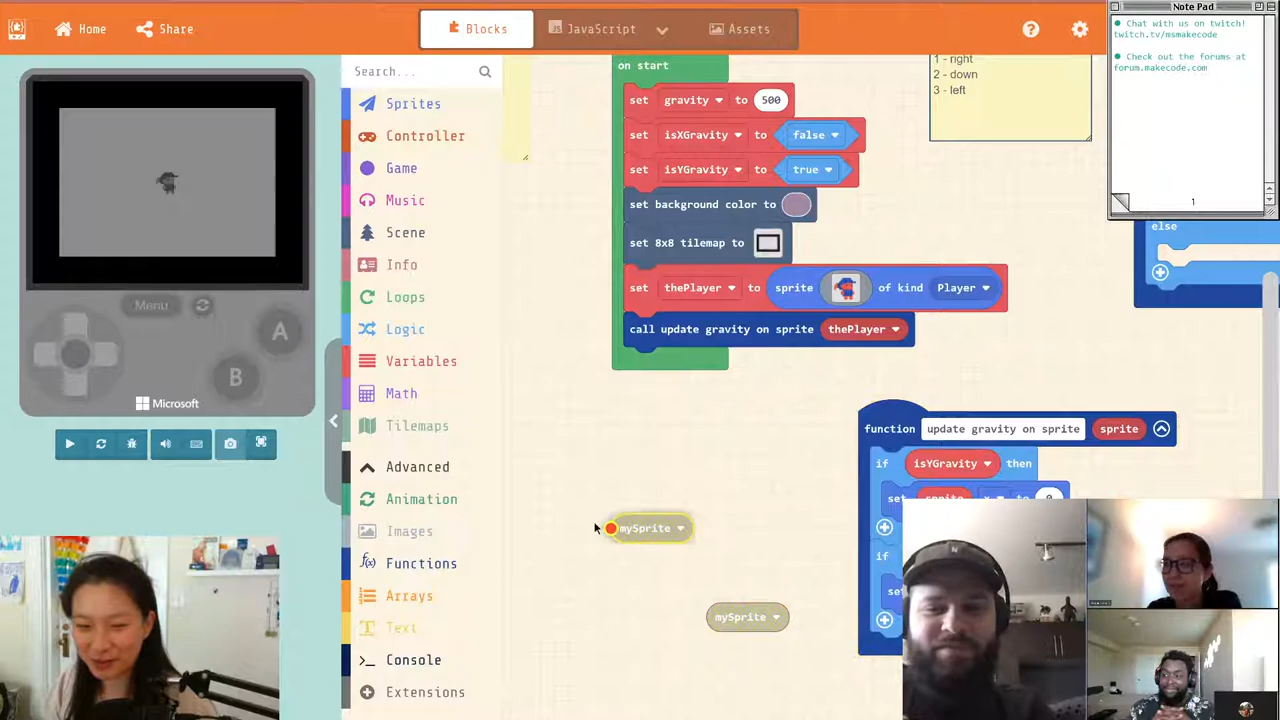 Home
Share
Blocks
JavaScript
Assets
Note Pad
Chat with us on twitch!
twitch.tv/msmakecode
Check out the forums at
forum.makecode.com
1
Search...
Sprites
Controller
Game
Music
Scene
Info
Loops
Logic
Variables
Math
Tilemaps
Advanced
Animation
Images
Functions
Arrays
Text
Console
Extensions
Menu
A
B
Microsoft
on start
set gravity to 500
set isXGravity to false
set isYGravity to true
set background color to
set 8x8 tilemap to
set thePlayer to sprite of kind Player
call update gravity on sprite thePlayer
1 - right
2 - down
3 - left
else
function update gravity on sprite sprite
if isYGravity then
set sprite x to 0
if
set
mySprite
mySprite